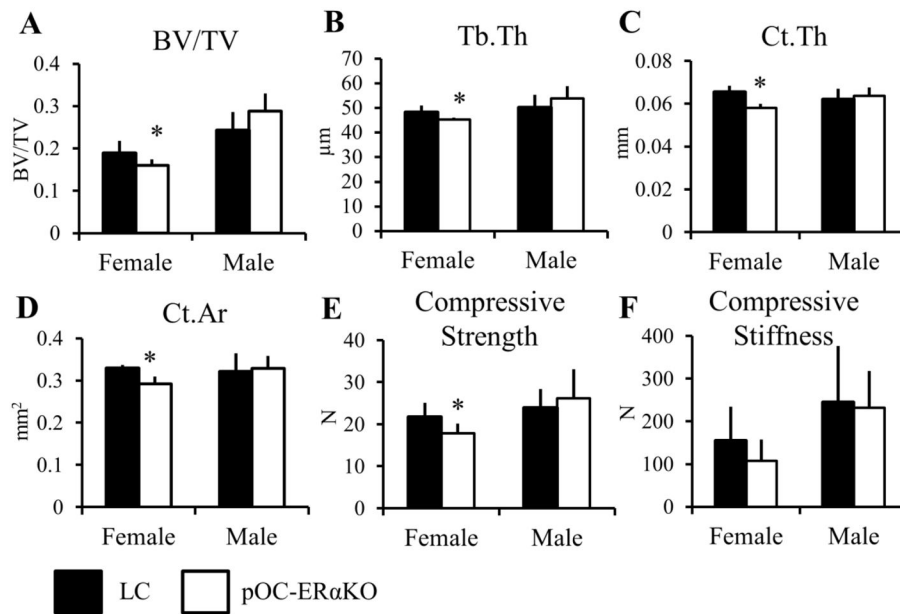 A
BV/TV
0.4
0.3
0.2
0.1
0
BV/TV
*
Female Male
B
Tb.Th
70
60
50
40
30
20
10
0
µm
*
Female Male
C
Ct.Th
0.08
0.06
0.04
0.02
0
mm
*
Female Male
D
Ct.Ar
0.4
0.3
0.2
0.1
0
mm²
*
Female Male
E
Compressive
Strength
40
30
20
10
0
N
*
Female Male
F
Compressive
Stiffness
400
300
200
100
0
N
Female Male
LC pOC-ERαKO